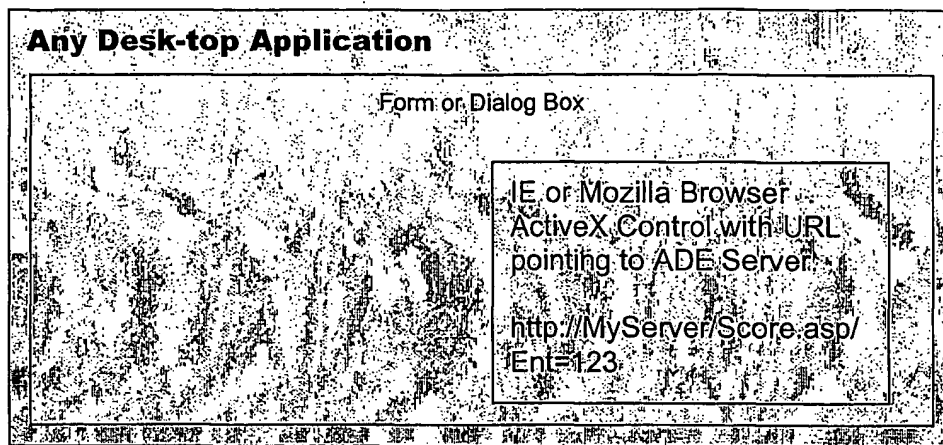 Any Desk-top Application
Form or Dialog Box
IE or Mozilla Browser
ActiveX Control with URL
pointing to ADE Server
http://MyServer/Score.asp/
Ent=123